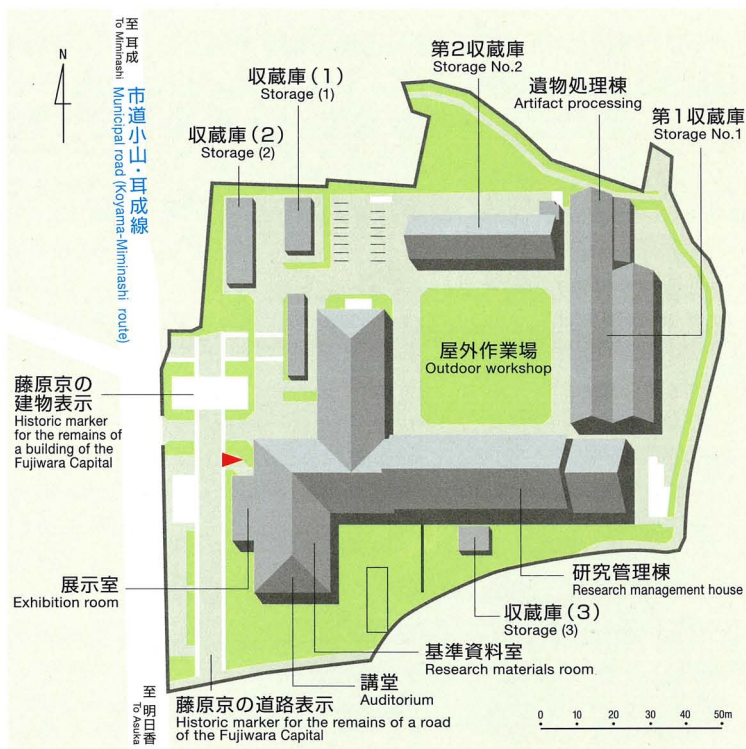 N
至 耳成
To Miminashi
市道小山・耳成線
Municipal road (Koyama-Miminashi route)
収蔵庫(1)
Storage (1)
収蔵庫(2)
Storage (2)
第2収蔵庫
Storage No.2
遺物処理棟
Artifact processing
第1収蔵庫
Storage No.1
屋外作業場
Outdoor workshop
藤原京の
建物表示
Historic marker
for the remains of
a building of the
Fujiwara Capital
展示室
Exhibition room
研究管理棟
Research management house
収蔵庫(3)
Storage (3)
基準資料室
Research materials room
講堂
Auditorium
至 明日香
To Asuka
藤原京の道路表示
Historic marker for the remains of a road
of the Fujiwara Capital
0 10 20 30 40 50m